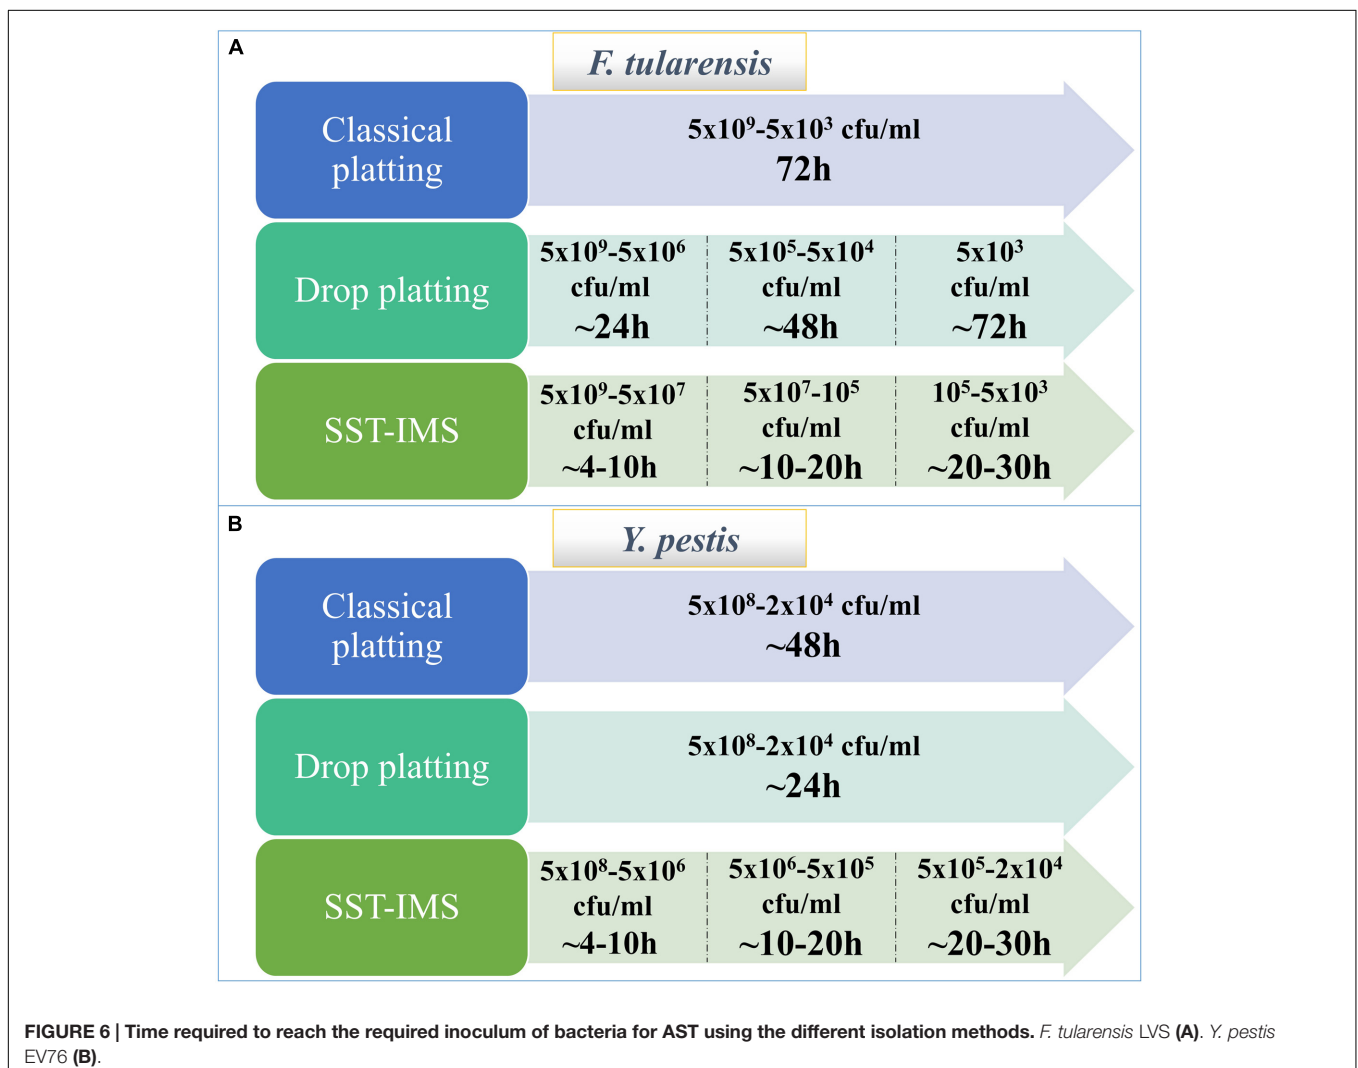 A
F. tularensis
Classical
platting
5x10⁹-5x10³ cfu/ml
72h
Drop platting
5x10⁹-5x10⁶
cfu/ml
~24h
5x10⁵-5x10⁴
cfu/ml
~48h
5x10³
cfu/ml
~72h
SST-IMS
5x10⁹-5x10⁷
cfu/ml
~4-10h
5x10⁷-10⁵
cfu/ml
~10-20h
10⁵-5x10³
cfu/ml
~20-30h
B
Y. pestis
Classical
platting
5x10⁸-2x10⁴ cfu/ml
~48h
Drop platting
5x10⁸-2x10⁴ cfu/ml
~24h
SST-IMS
5x10⁸-5x10⁶
cfu/ml
~4-10h
5x10⁶-5x10⁵
cfu/ml
~10-20h
5x10⁵-2x10⁴
cfu/ml
~20-30h
FIGURE 6 | Time required to reach the required inoculum of bacteria for AST using the different isolation methods. F. tularensis LVS (A). Y. pestis
EV76 (B).